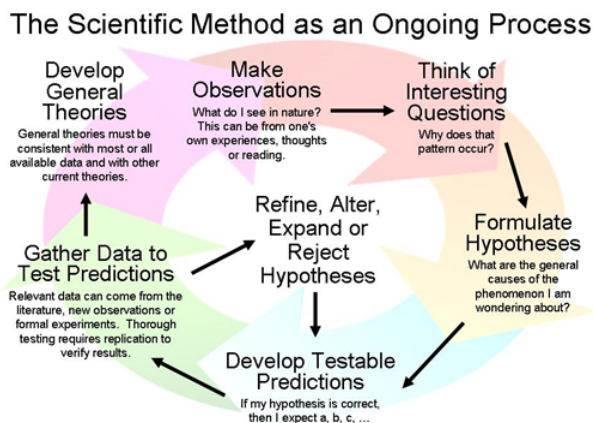 The Scientific Method as an Ongoing Process
Make
Observations
What do I see in nature?
This can be from one's
own experiences, thoughts
or reading.
Think of
Interesting
Questions
Why does that
pattern occur?
Formulate
Hypotheses
What are the general
causes of the
phenomenon I am
wondering about?
Develop Testable
Predictions
If my hypothesis is correct,
then I expect a, b, c, ...
Gather Data to
Test Predictions
Relevant data can come from the
literature, new observations or
formal experiments. Thorough
testing requires replication to
verify results.
Refine, Alter,
Expand or
Reject
Hypotheses
Develop
General
Theories
General theories must be
consistent with most or all
available data and with other
current theories.